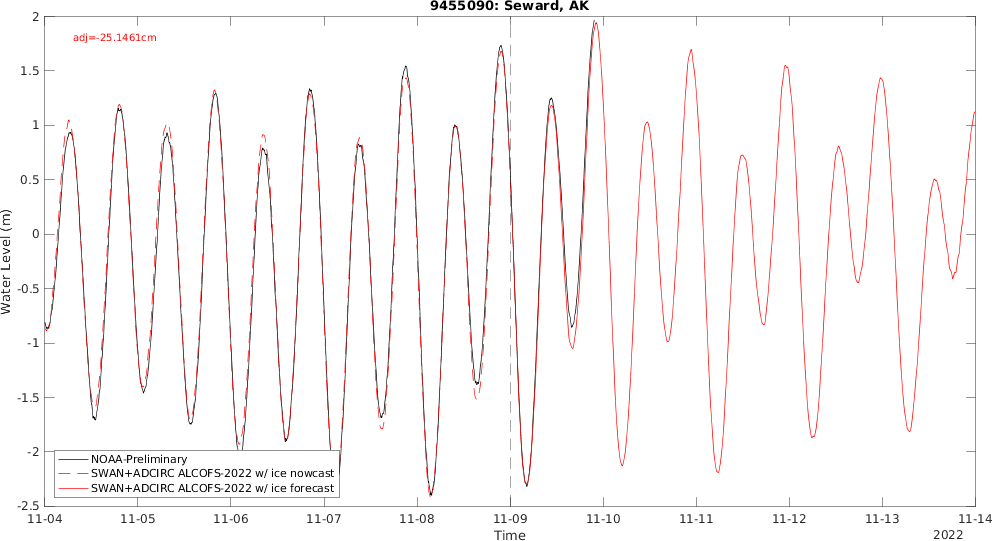 9455090: Seward, AK
adj=-25.1461cm
Water Level (m)
2
1.5
1
0.5
0
-0.5
-1
-1.5
-2
-2.5
NOAA-Preliminary
SWAN+ADCIRC ALCOFS-2022 w/ ice nowcast
SWAN+ADCIRC ALCOFS-2022 w/ ice forecast
11-04 11-05 11-06 11-07 11-08 11-09 11-10 11-11 11-12 11-13 11-14
Time
2022